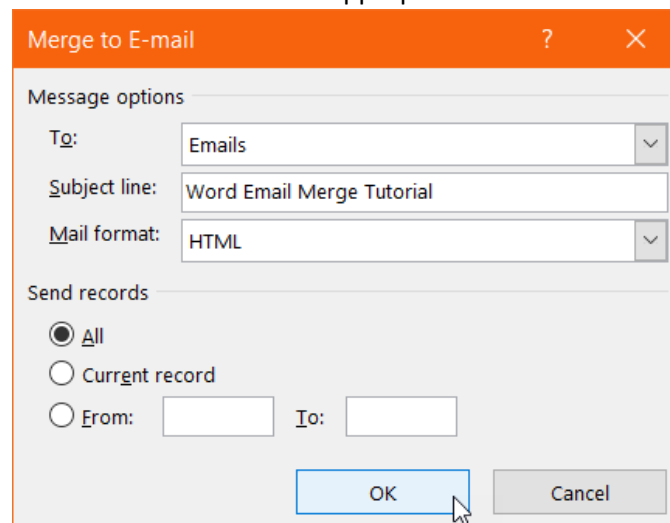 Merge to E-mail ? ×
Message options
To: Emails
Subject line: Word Email Merge Tutorial
Mail format: HTML
Send records
All
Current record
From: To:
OK Cancel